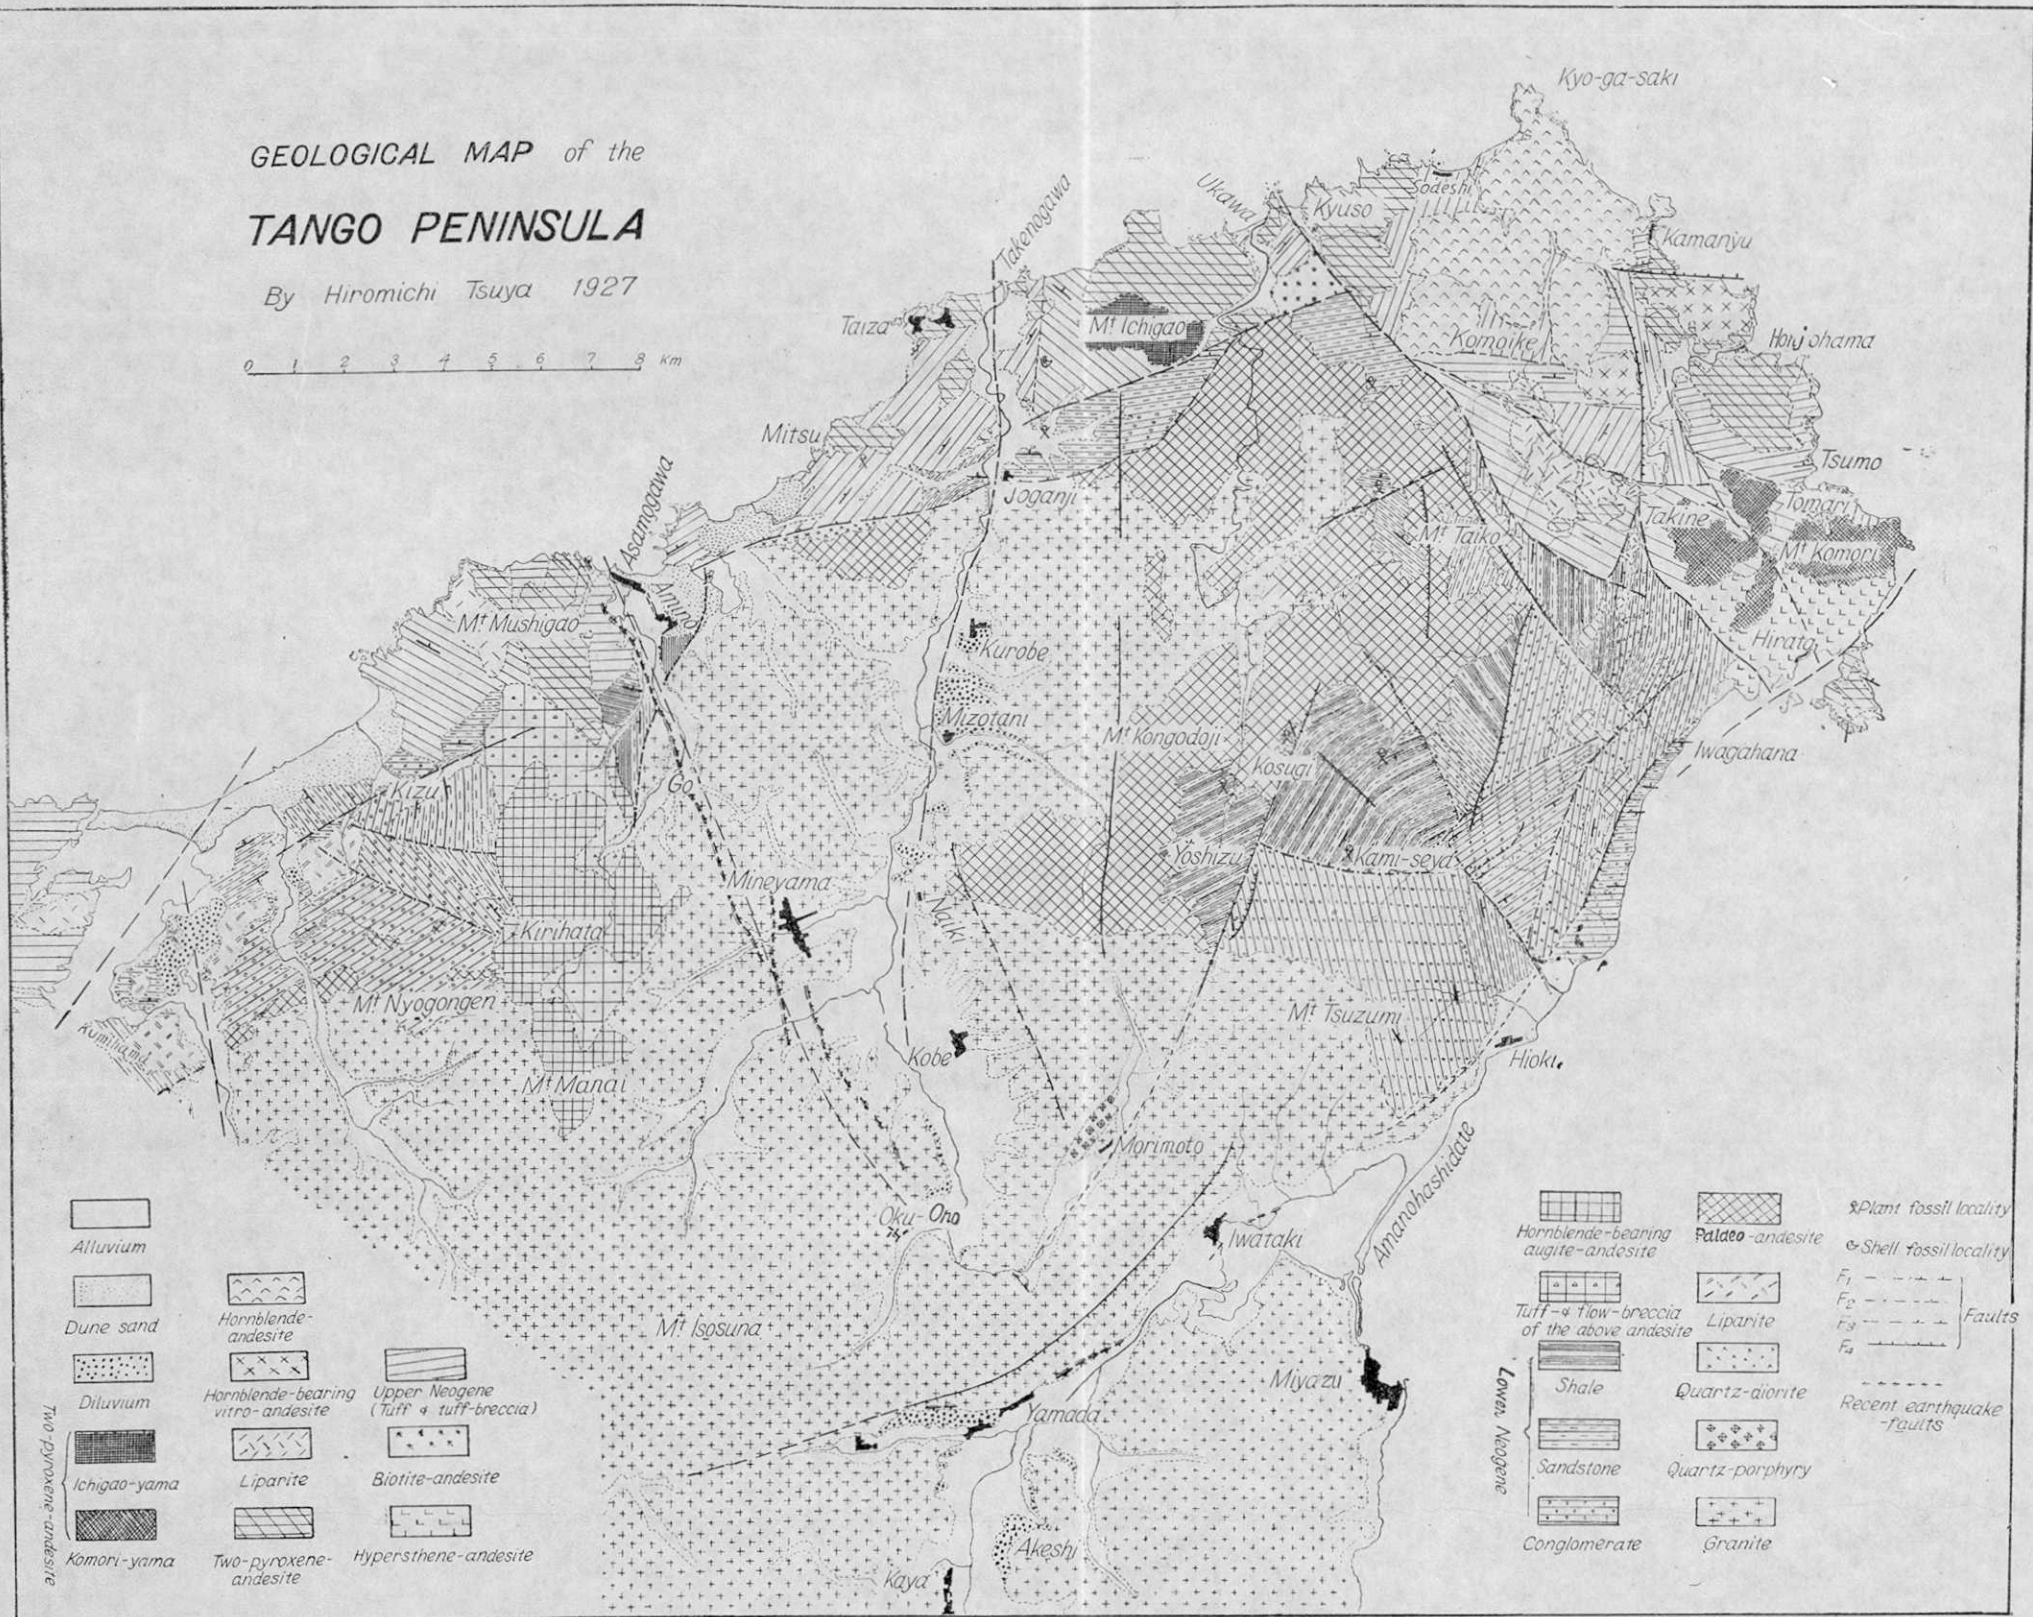 GEOLOGICAL MAP of the
TANGO PENINSULA
By Hiromichi Tsuya 1927
0 1 2 3 4 5 6 7 8 Km
Kyo-ga-saki
Sodeshi
Ukawa
Kyuso
Kamanyu
Takenogawa
Taiza
Mt Ichigao
Komoike
Mitsu
Tsumo
Joganji
Tomari
Takine
Mt Taiko
Mt Komori
Asamogawa
Amino
Mt Mushigao
Kurobe
Hirata
Mizotani
Mt Kongodoji
Iwagahana
Kosugi
Go
Kizu
Yoshizu
Kami-seya
Mineyama
Naiki
Kirihata
Mt Nyogongen
Mt Tsuzumi
Kumihama
Kobe
Hioki
Mt Manai
Morimoto
Amanohashidate
Oku-Ono
Iwataki
Mt Isosuna
Miyazu
Yamada
Akeshi
Kaya
Alluvium
Dune sand
Diluvium
Two-pyroxene-andesite
Ichigao-yama
Komori-yama
Hornblende-
andesite
Hornblende-bearing
vitro-andesite
Liparite
Two-pyroxene-
andesite
Upper Neogene
(Tuff & tuff-breccia)
Biotite-andesite
Hypersthene-andesite
Hornblende-bearing
augite-andesite
Tuff-& flow-breccia
of the above andesite
Lower Neogene
Shale
Sandstone
Conglomerate
Palaeo-andesite
Liparite
Quartz-diorite
Quartz-porphyry
Granite
Plant fossil locality
Shell fossil locality
F1
F2
F3
F4
Faults
Recent earthquake
-faults